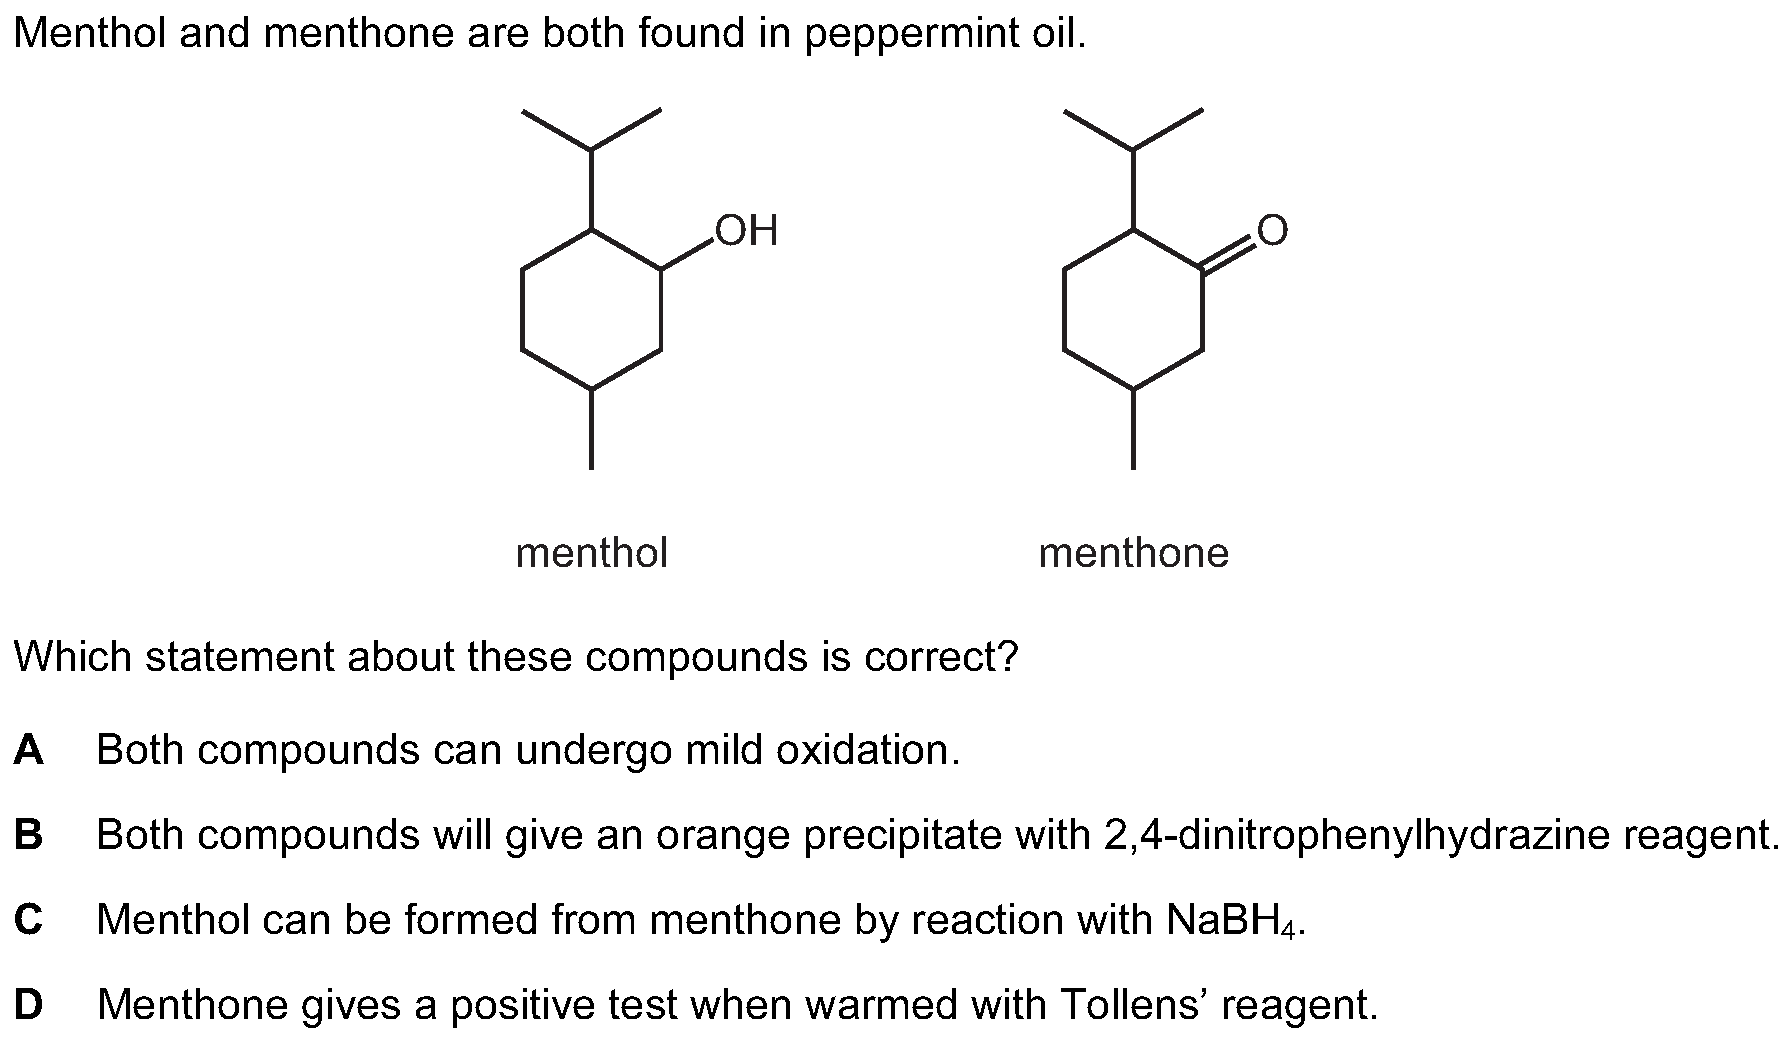 Menthol and menthone are both found in peppermint oil.
OH
O
menthol
menthone
Which statement about these compounds is correct?
A Both compounds can undergo mild oxidation.
B Both compounds will give an orange precipitate with 2,4-dinitrophenylhydrazine reagent.
C Menthol can be formed from menthone by reaction with NaBH₄.
D Menthone gives a positive test when warmed with Tollens’ reagent.